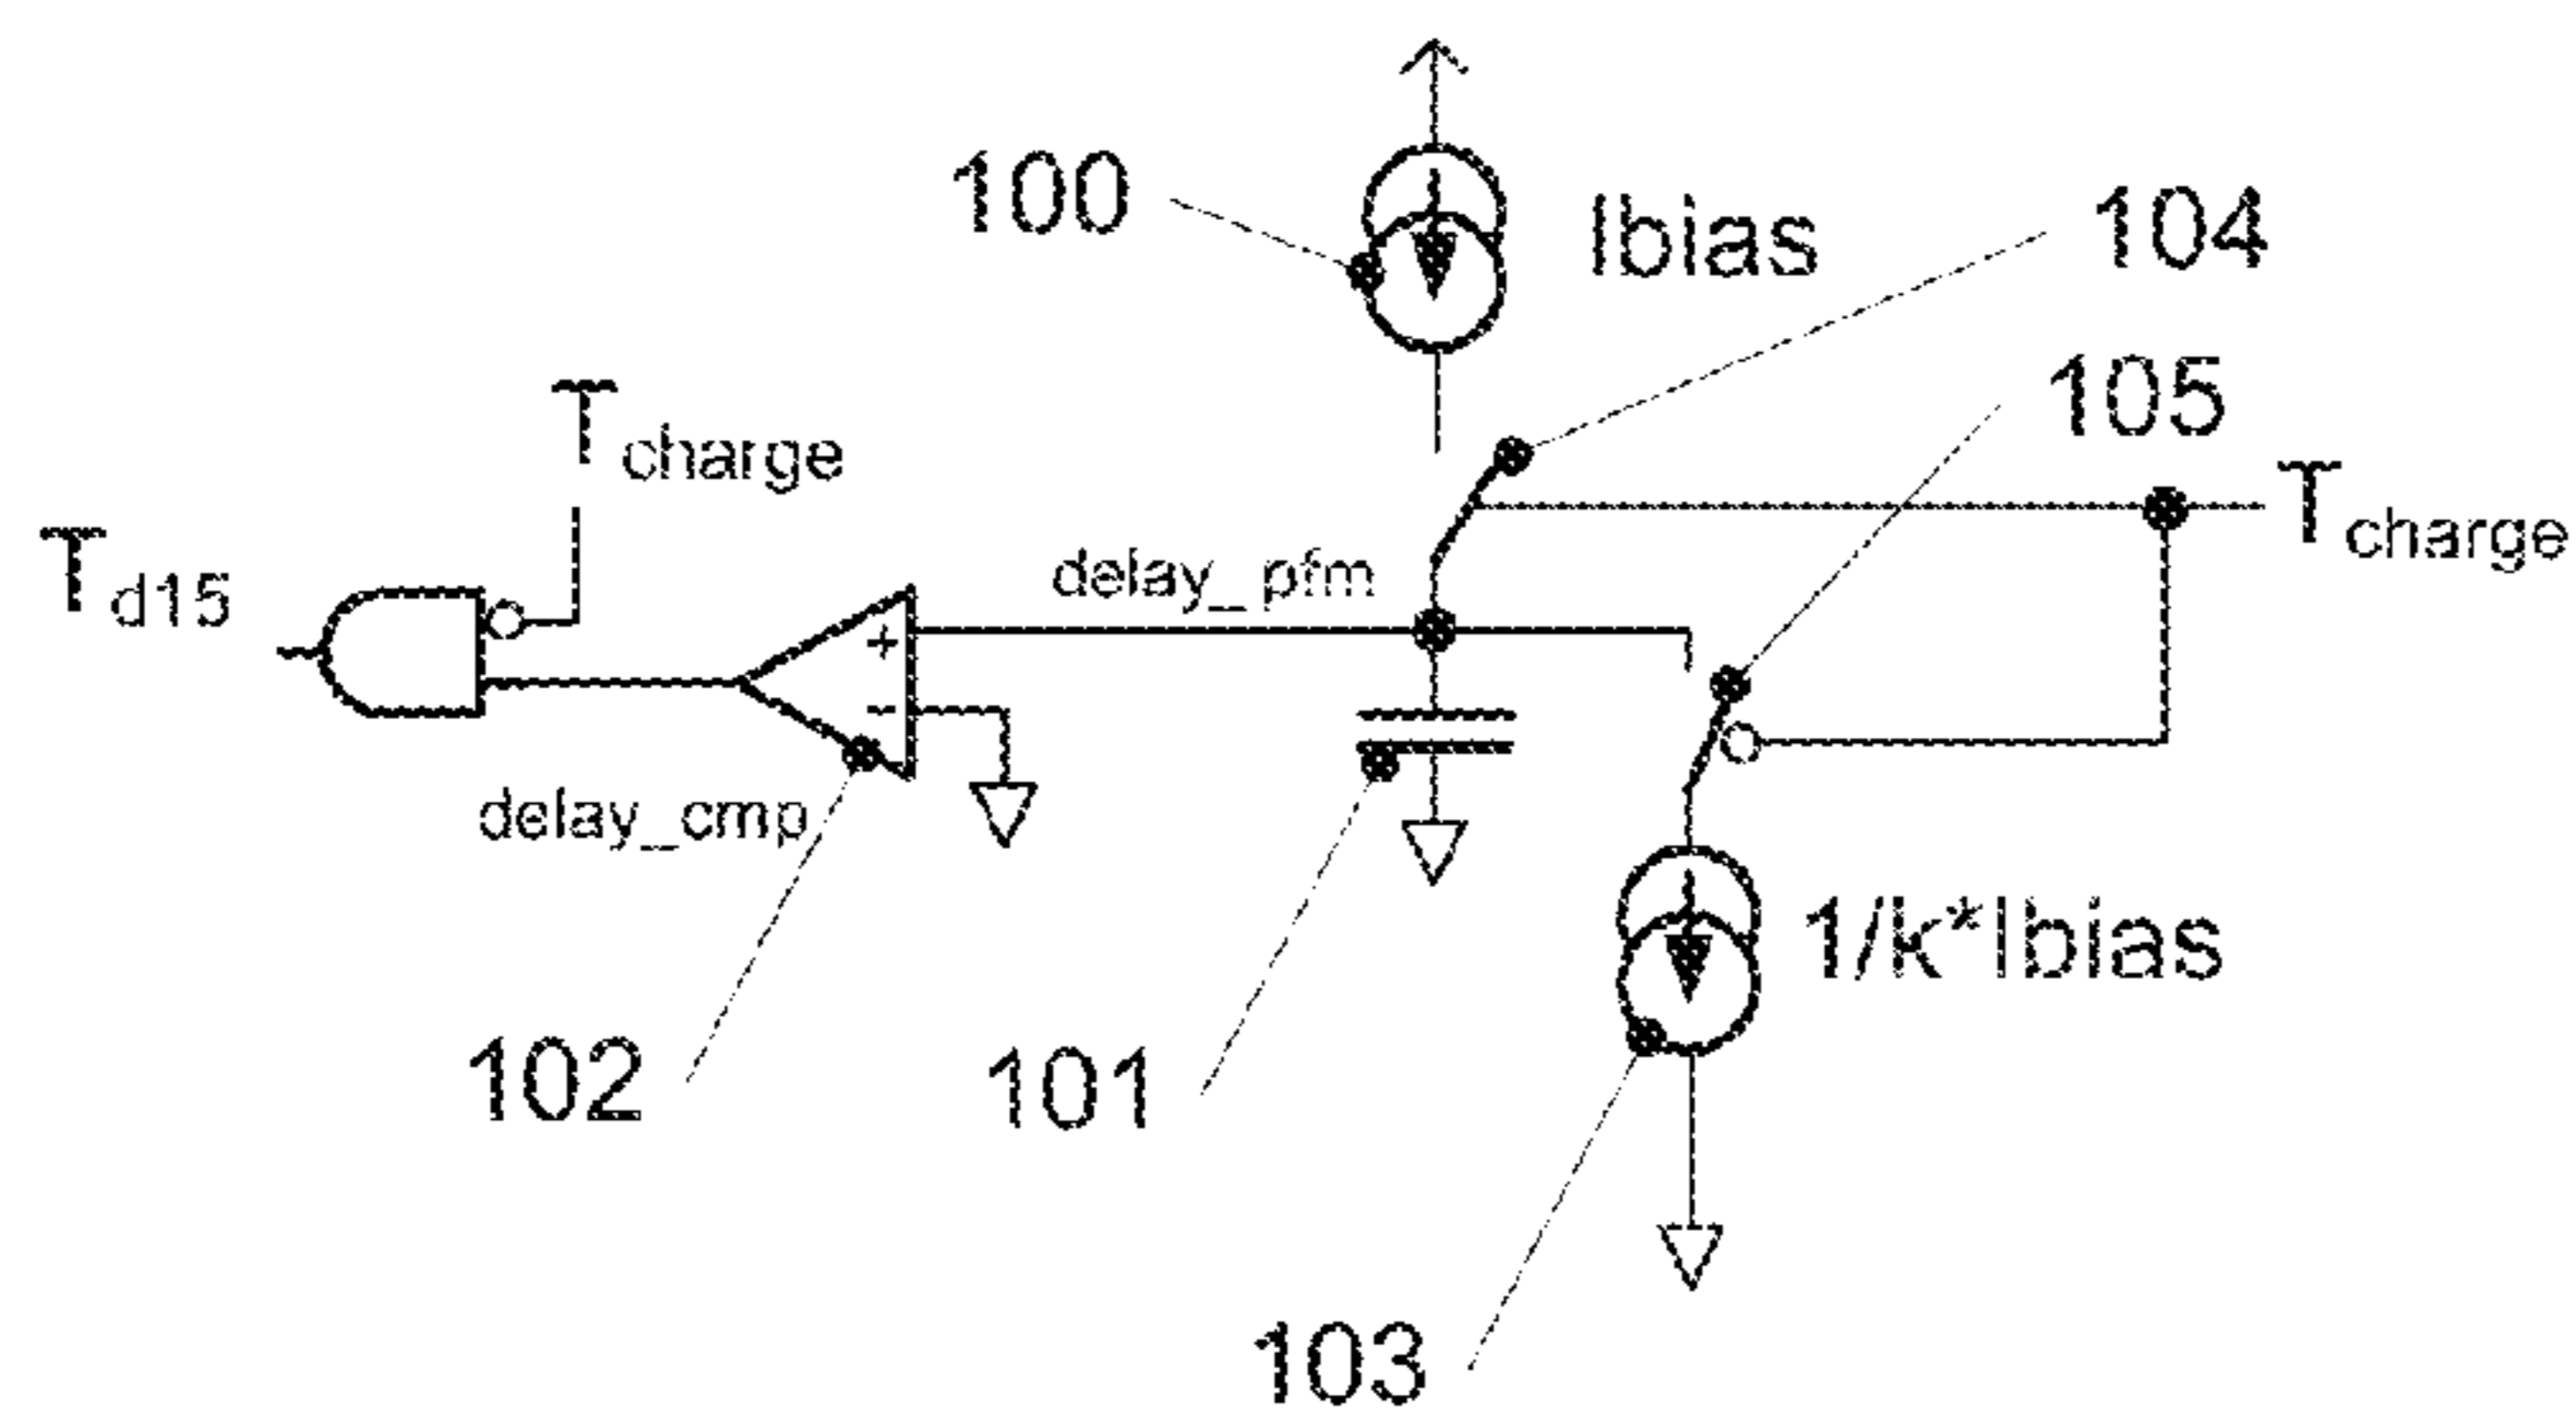 100
Ibias
104
105
Tcharge
Tcharge
Td15
delay_pfm
+
-
delay_cmp
1/k*Ibias
102
101
103